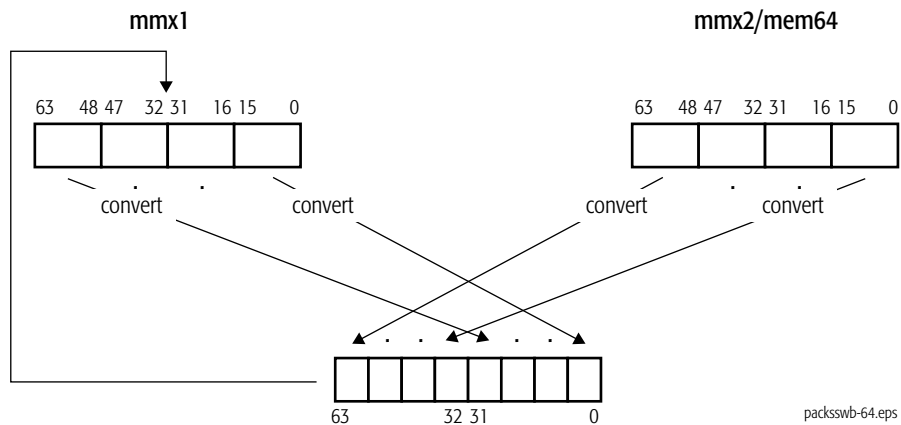 mmx1 mmx2/mem64
63 48 47 32 31 16 15 0 63 48 47 32 31 16 15 0
. . . .
convert convert convert convert
. . . .
63 32 31 0
packsswb-64.eps